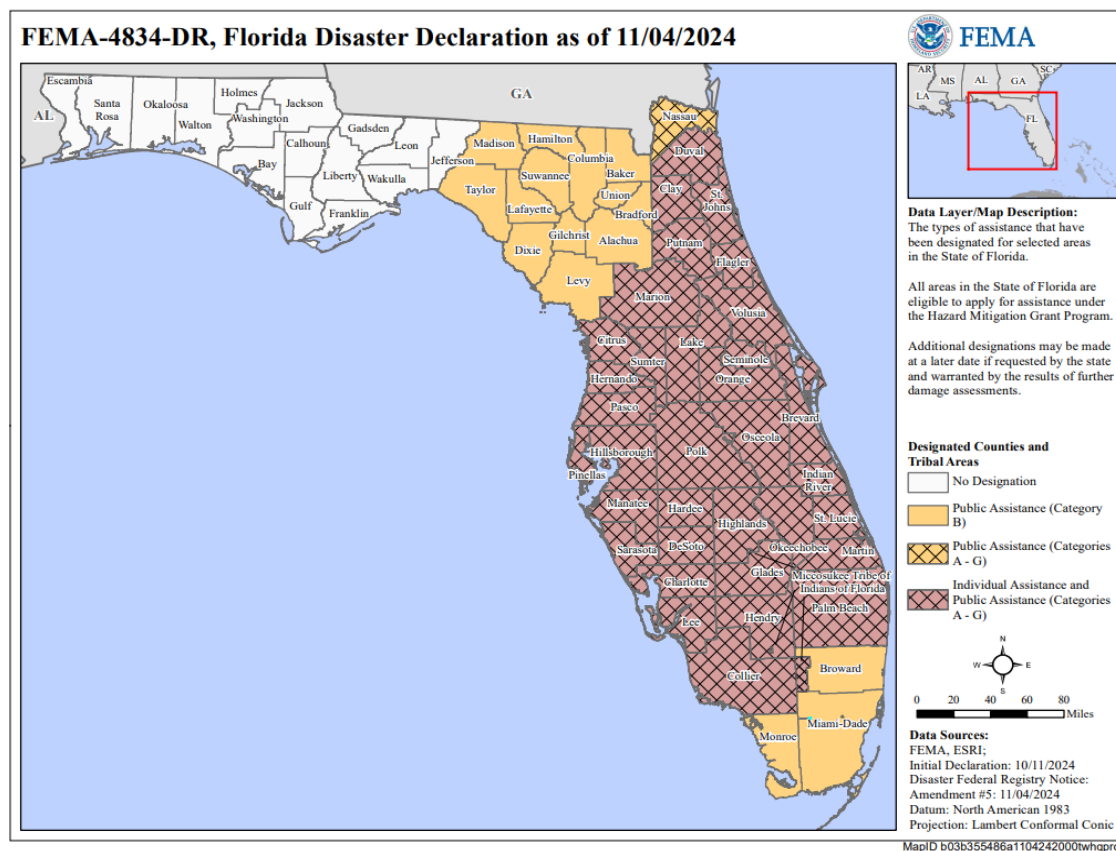 FEMA-4834-DR, Florida Disaster Declaration as of 11/04/2024
FEMA
Escambia
Santa
Rosa
Okaloosa
Walton
Holmes
Washington
Jackson
Bay
Calhoun
Gulf
Gadsden
Liberty
Franklin
Leon
Wakulla
Jefferson
AL
GA
Madison
Taylor
Hamilton
Suwannee
Lafayette
Dixie
Columbia
Gilchrist
Baker
Union
Bradford
Alachua
Levy
Nassau
Duval
Clay
St.
Johns
Putnam
Flagler
Marion
Volusia
Citrus
Sumter
Lake
Seminole
Hernando
Orange
Pasco
Brevard
Osceola
Hillsborough
Polk
Pinellas
Indian
River
Manatee
Hardee
Highlands
St. Lucie
Sarasota
DeSoto
Okeechobee
Martin
Charlotte
Glades
Miccosukee Tribe of
Indians of Florida
Palm Beach
Lee
Hendry
Collier
Broward
Monroe
Miami-Dade
AR
MS
AL
GA
SC
LA
FL
Data Layer/Map Description:
The types of assistance that have
been designated for selected areas
in the State of Florida.
All areas in the State of Florida are
eligible to apply for assistance under
the Hazard Mitigation Grant Program.
Additional designations may be made
at a later date if requested by the state
and warranted by the results of further
damage assessments.
Designated Counties and
Tribal Areas
No Designation
Public Assistance (Category
B)
Public Assistance (Categories
A - G)
Individual Assistance and
Public Assistance (Categories
A - G)
N
W
E
S
0 20 40 60 80
Miles
Data Sources:
FEMA, ESRI;
Initial Declaration: 10/11/2024
Disaster Federal Registry Notice:
Amendment #5: 11/04/2024
Datum: North American 1983
Projection: Lambert Conformal Conic
MapID b03b355486a1104242000twhqpro